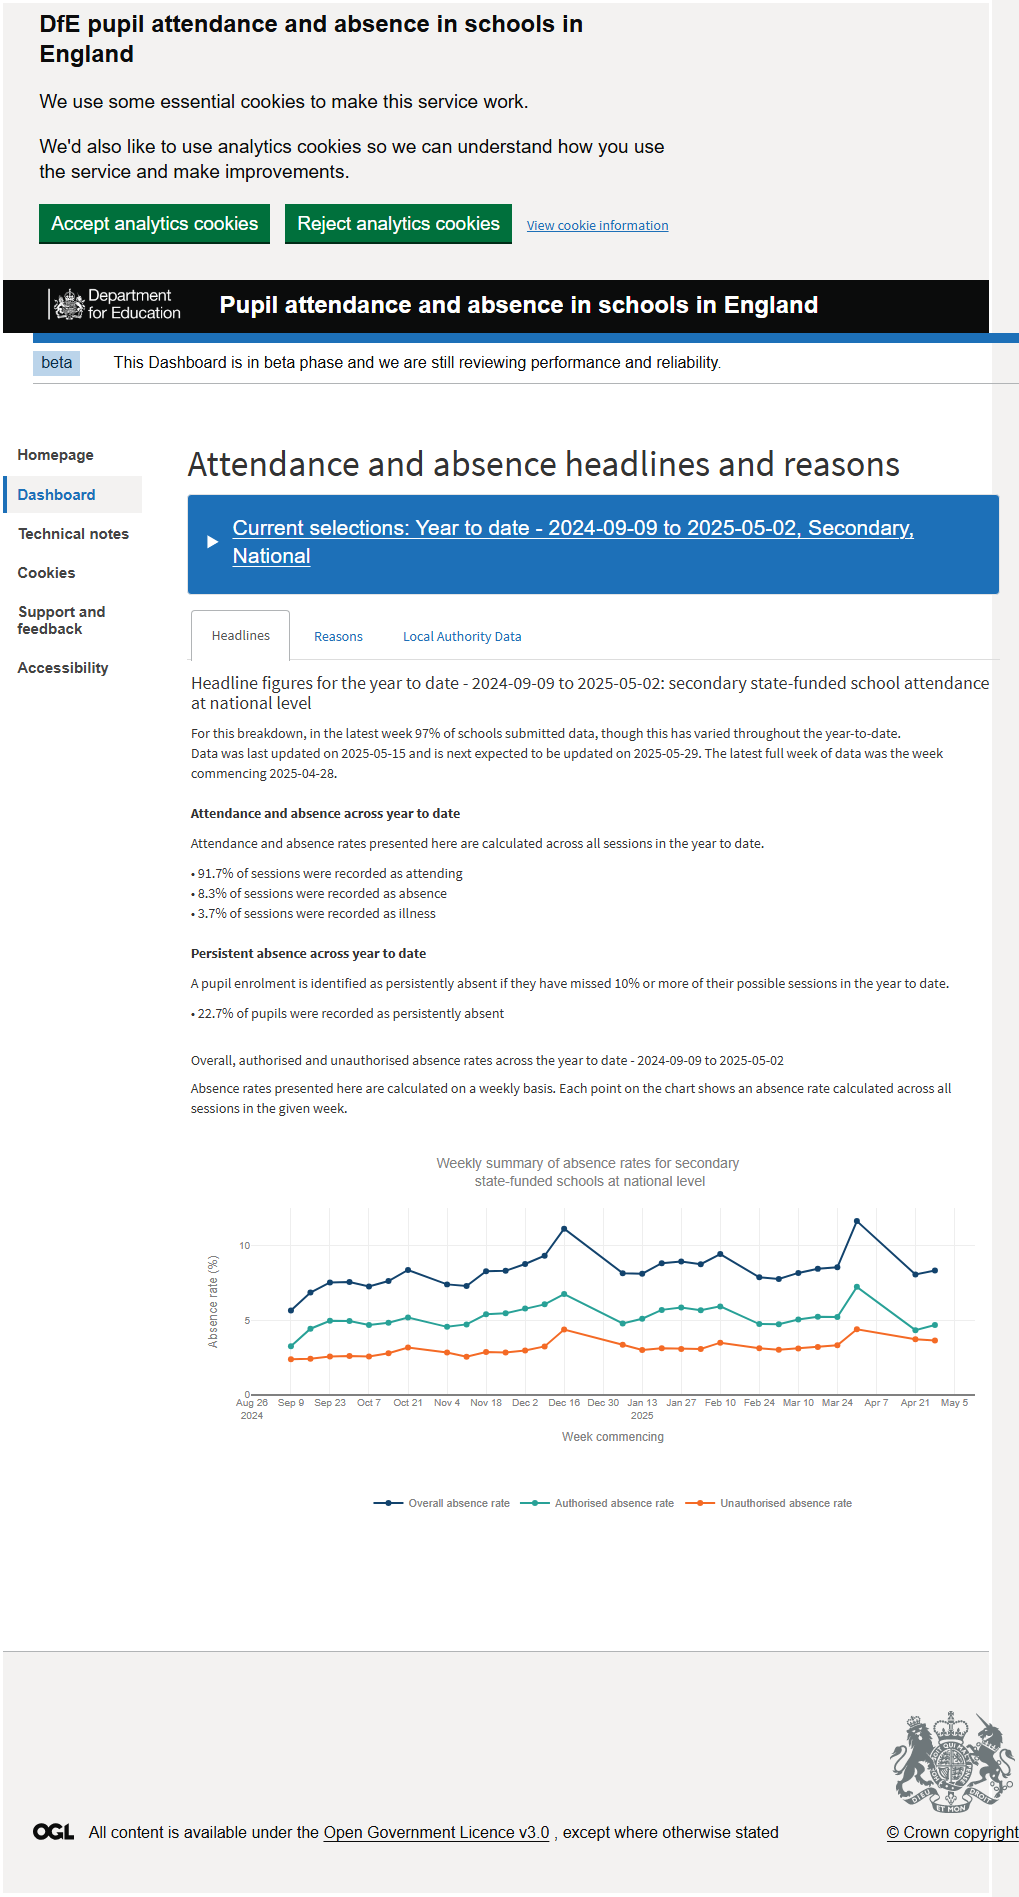 DfE pupil attendance and absence in schools in
England
We use some essential cookies to make this service work.
We'd also like to use analytics cookies so we can understand how you use
the service and make improvements.
Accept analytics cookies
Reject analytics cookies
View cookie information
Department
for Education
Pupil attendance and absence in schools in England
beta
This Dashboard is in beta phase and we are still reviewing performance and reliability.
Homepage
Dashboard
Technical notes
Cookies
Support and
feedback
Accessibility
Attendance and absence headlines and reasons
Current selections: Year to date - 2024-09-09 to 2025-05-02, Secondary,
National
Headlines
Reasons
Local Authority Data
Headline figures for the year to date - 2024-09-09 to 2025-05-02: secondary state-funded school attendance
at national level
For this breakdown, in the latest week 97% of schools submitted data, though this has varied throughout the year-to-date.
Data was last updated on 2025-05-15 and is next expected to be updated on 2025-05-29. The latest full week of data was the week
commencing 2025-04-28.
Attendance and absence across year to date
Attendance and absence rates presented here are calculated across all sessions in the year to date.
• 91.7% of sessions were recorded as attending
• 8.3% of sessions were recorded as absence
• 3.7% of sessions were recorded as illness
Persistent absence across year to date
A pupil enrolment is identified as persistently absent if they have missed 10% or more of their possible sessions in the year to date.
• 22.7% of pupils were recorded as persistently absent
Overall, authorised and unauthorised absence rates across the year to date - 2024-09-09 to 2025-05-02
Absence rates presented here are calculated on a weekly basis. Each point on the chart shows an absence rate calculated across all
sessions in the given week.
Weekly summary of absence rates for secondary
state-funded schools at national level
Absence rate (%)
10
5
0
Aug 26 Sep 9 Sep 23 Oct 7 Oct 21 Nov 4 Nov 18 Dec 2 Dec 16 Dec 30 Jan 13 Jan 27 Feb 10 Feb 24 Mar 10 Mar 24 Apr 7 Apr 21 May 5
2024 2025
Week commencing
Overall absence rate Authorised absence rate Unauthorised absence rate
DIEU ET MON DROIT
OGL
All content is available under the Open Government Licence v3.0 , except where otherwise stated
© Crown copyright